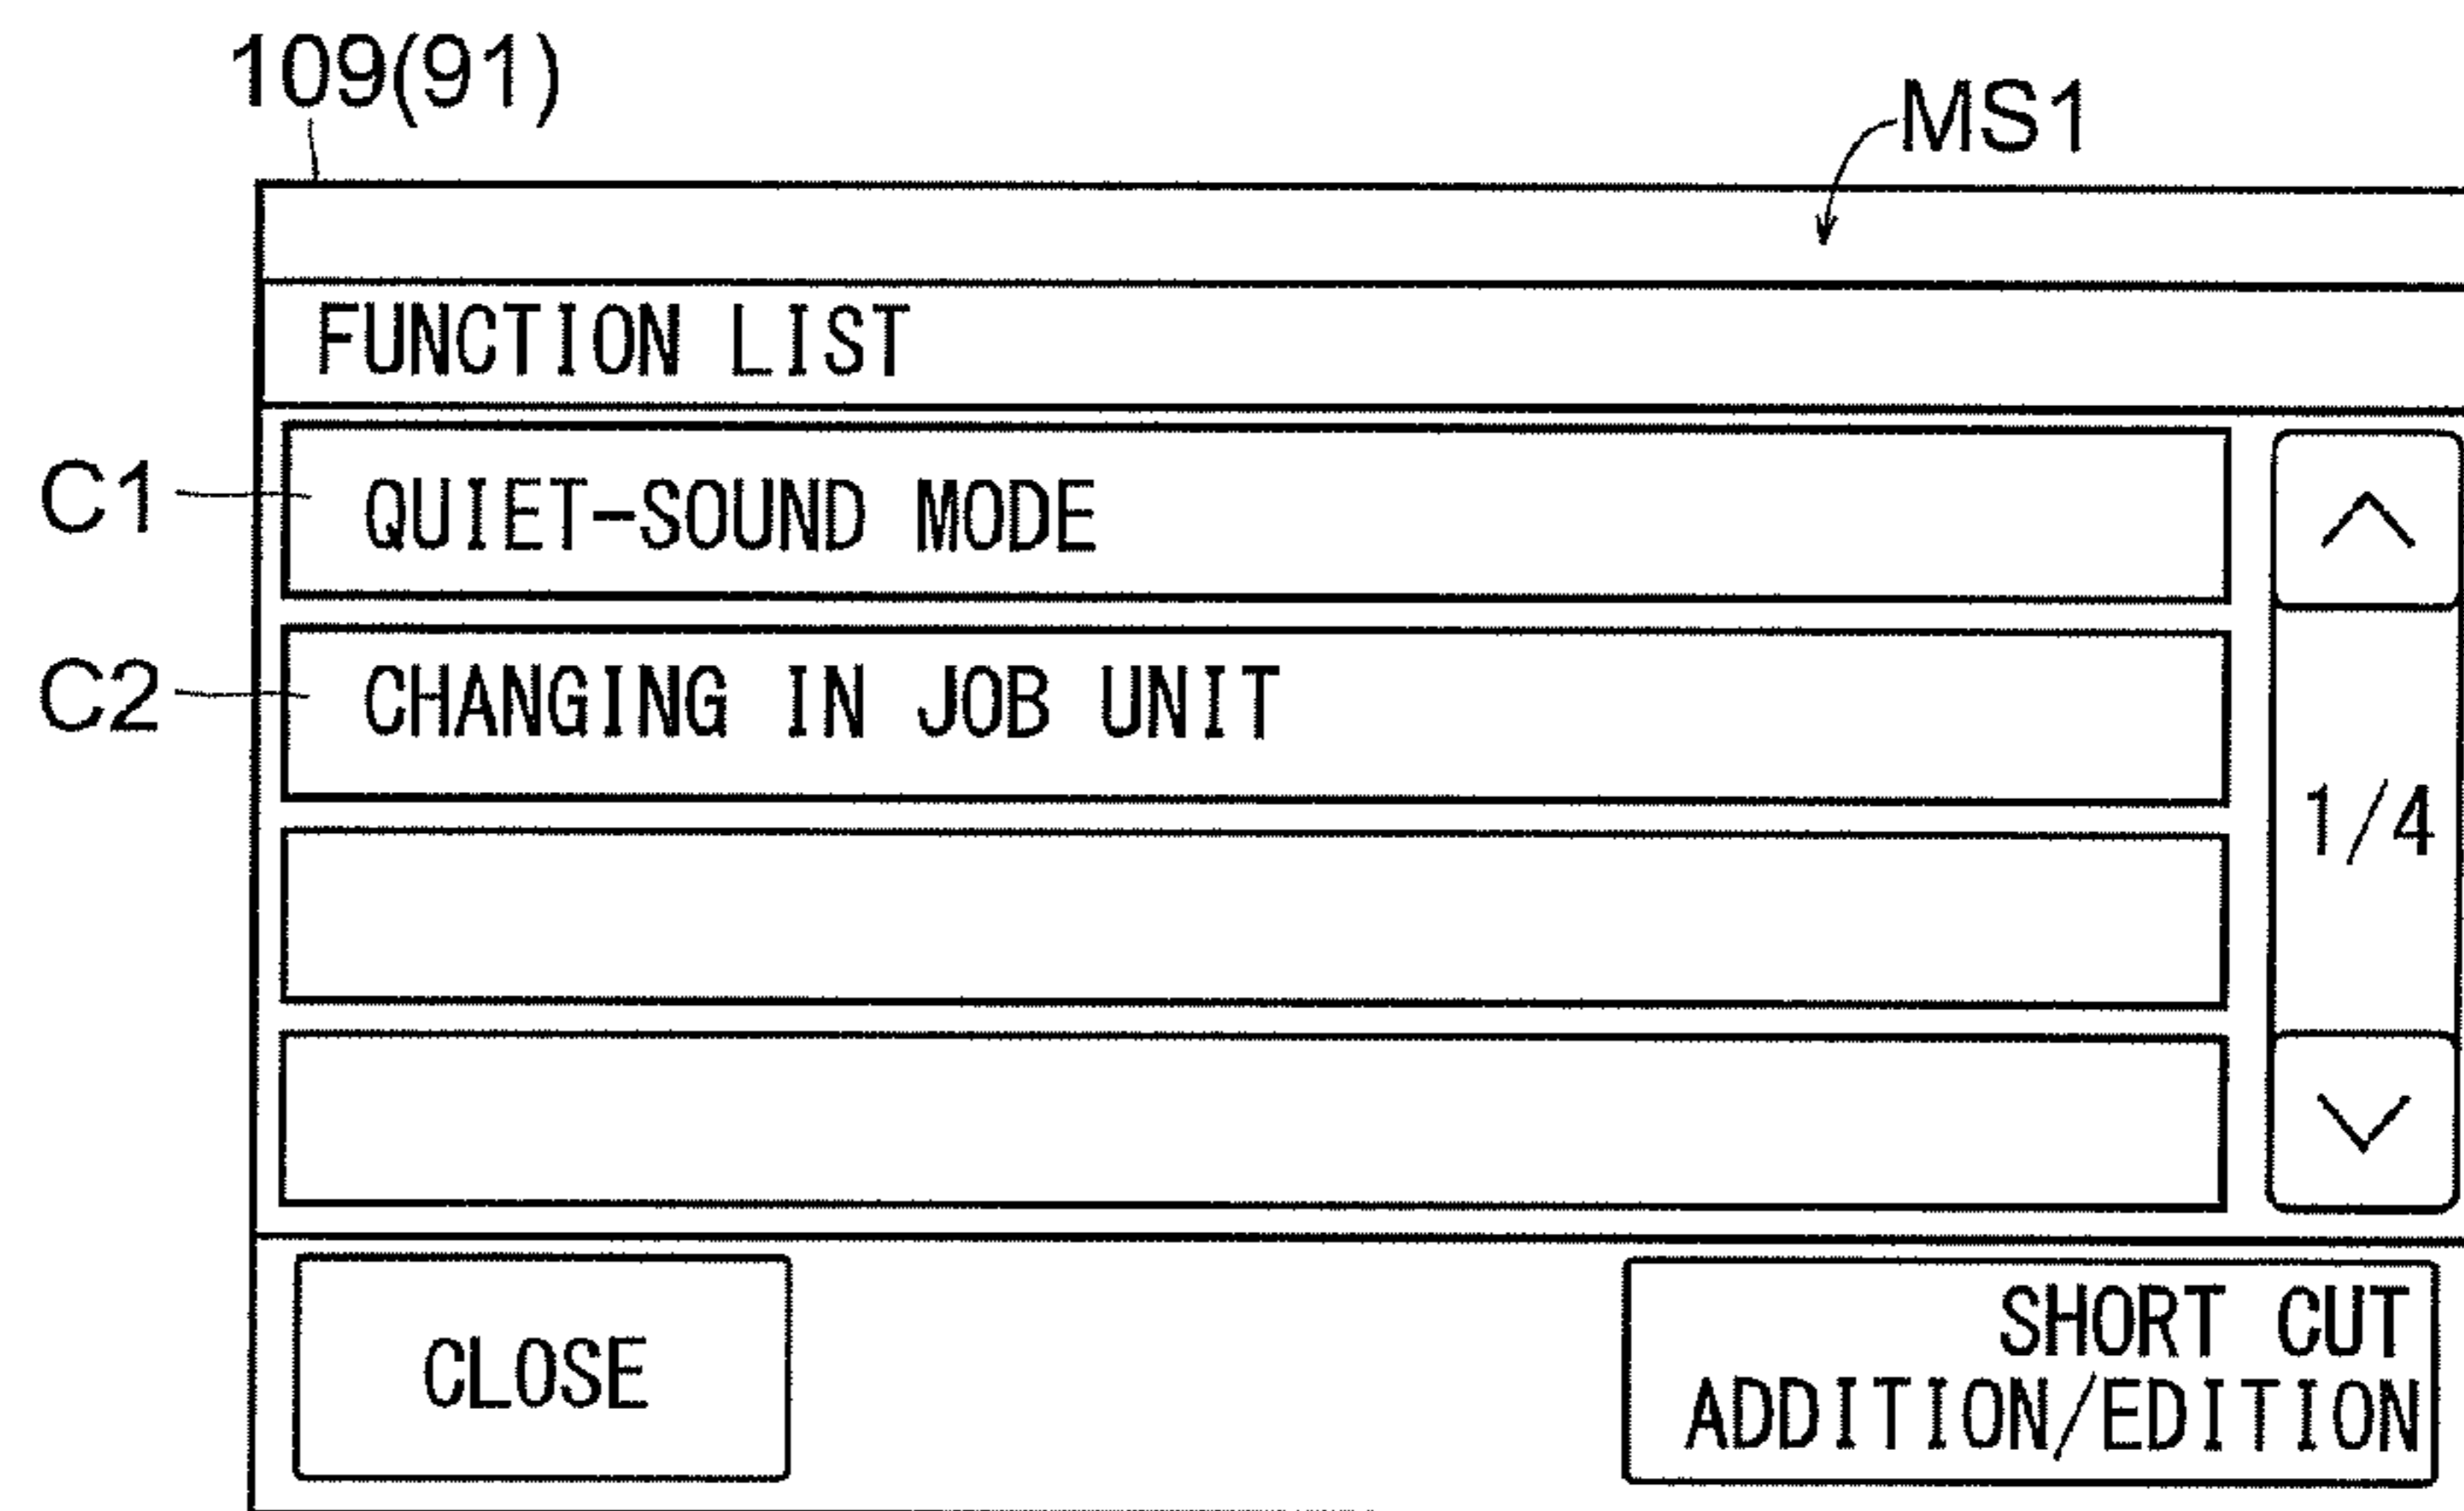 109(91)
MS1
FUNCTION LIST
C1
QUIET-SOUND MODE
C2
CHANGING IN JOB UNIT
1/4
CLOSE
SHORT CUT
ADDITION/EDITION